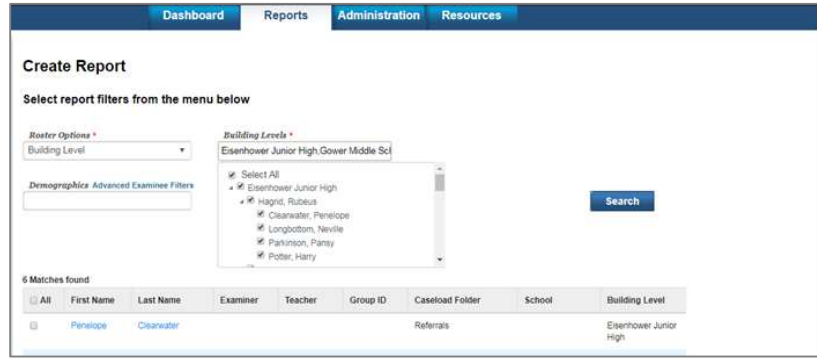 Dashboard Reports Administration Resources
Create Report
Select report filters from the menu below
Roster Options * Building Levels *
Building Level Eisenhower Junior High,Gower Middle Scl
Select All
Demographics Advanced Examinee Filters Eisenhower Junior High
Hagrid, Rubeus Search
Clearwater, Penelope
Longbottom, Neville
Parkinson, Pansy
Potter, Harry
6 Matches found
All First Name Last Name Examiner Teacher Group ID Caseload Folder School Building Level
Penelope Clearwater Referrals Eisenhower Junior
High